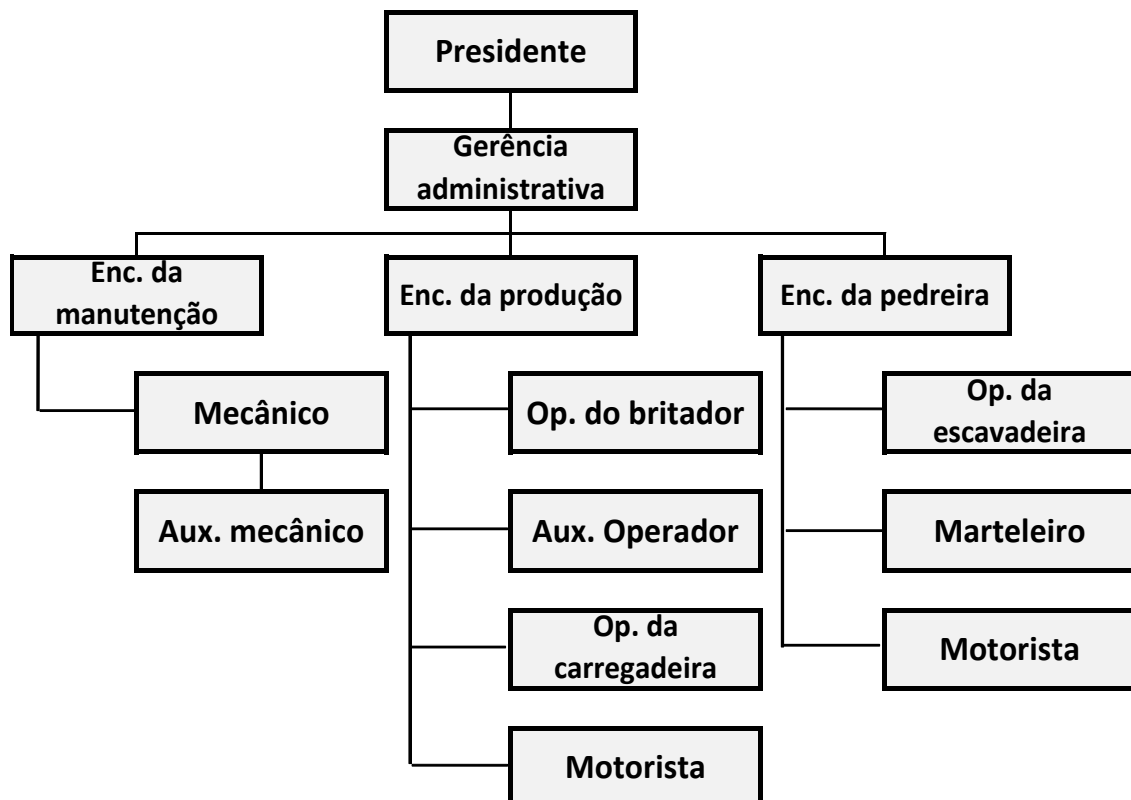 Presidente
Gerência
administrativa
Enc. da
manutenção
Enc. da produção
Enc. da pedreira
Mecânico
Op. do britador
Op. da
escavadeira
Aux. mecânico
Aux. Operador
Marteleiro
Op. da
carregadeira
Motorista
Motorista